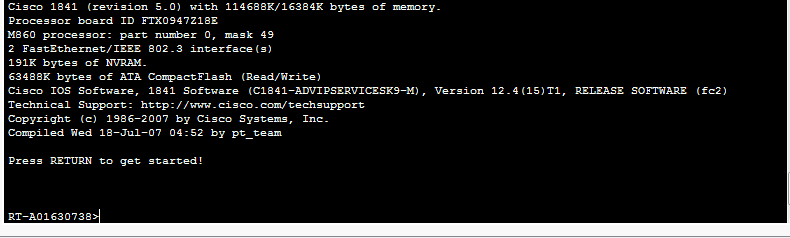 Cisco 1841 (revision 5.0) with 114688K/16384K bytes of memory.
Processor board ID FTX0947Z18E
M860 processor: part number 0, mask 49
2 FastEthernet/IEEE 802.3 interface(s)
191K bytes of NVRAM.
63488K bytes of ATA CompactFlash (Read/Write)
Cisco IOS Software, 1841 Software (C1841-ADVIPSERVICESK9-M), Version 12.4(15)T1, RELEASE SOFTWARE (fc2)
Technical Support: http://www.cisco.com/techsupport
Copyright (c) 1986-2007 by Cisco Systems, Inc.
Compiled Wed 18-Jul-07 04:52 by pt_team
Press RETURN to get started!
RT-A01630738>